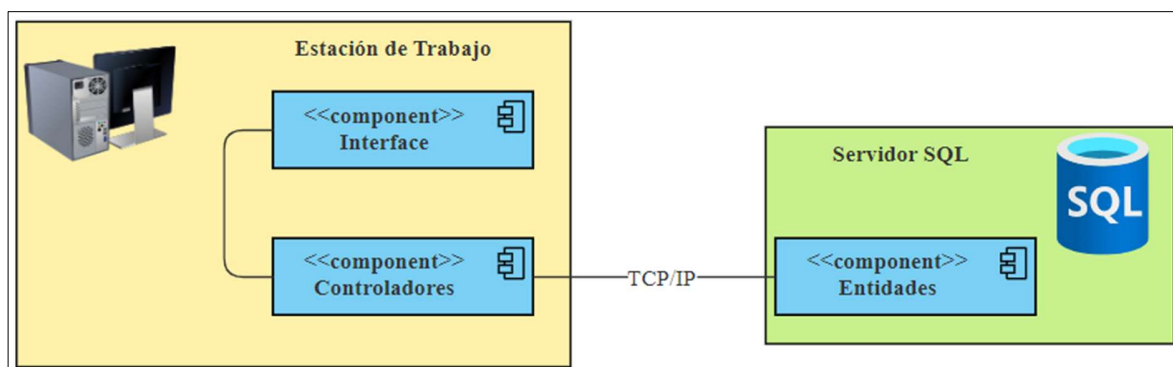 Estación de Trabajo
<<component>>
Interface
<<component>>
Controladores
TCP/IP
Servidor SQL
SQL
<<component>>
Entidades